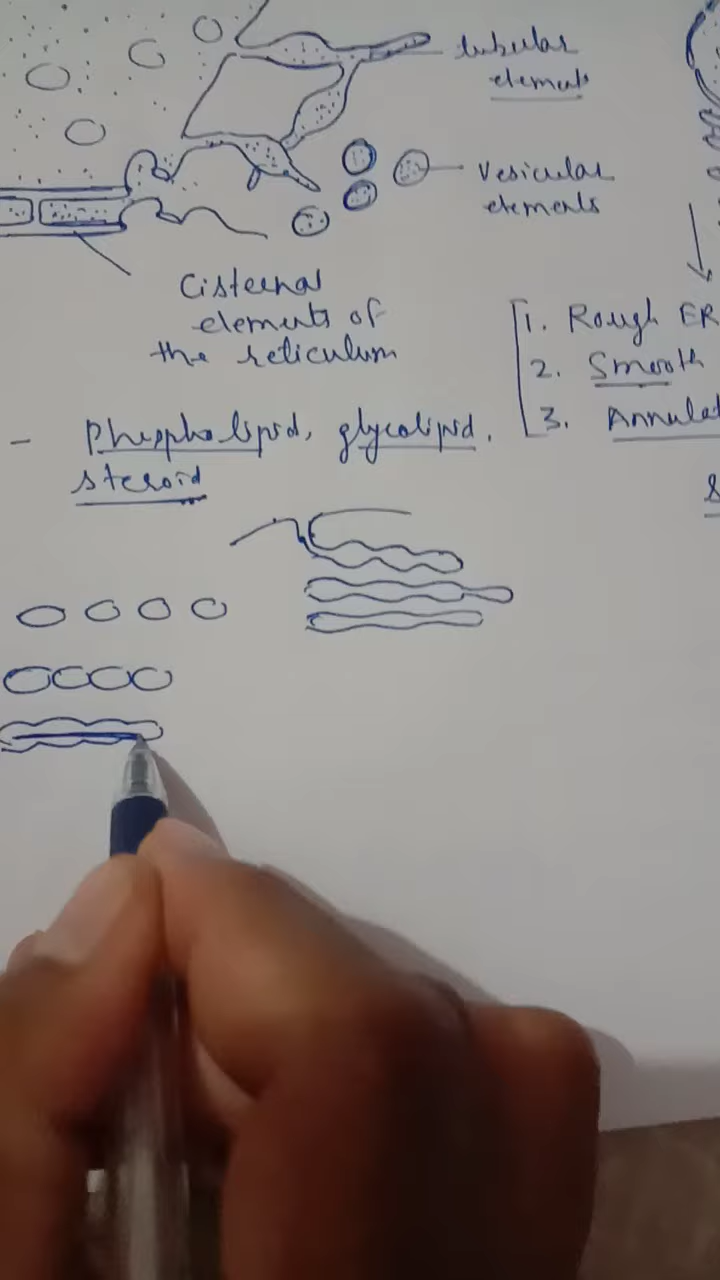 tubular
elements
Vesicular
elements
Cisternal
elements of
the reticulum
1. Rough ER
2. Smooth
3. Annulat
- Phospholipid, glycolipid.
steroid